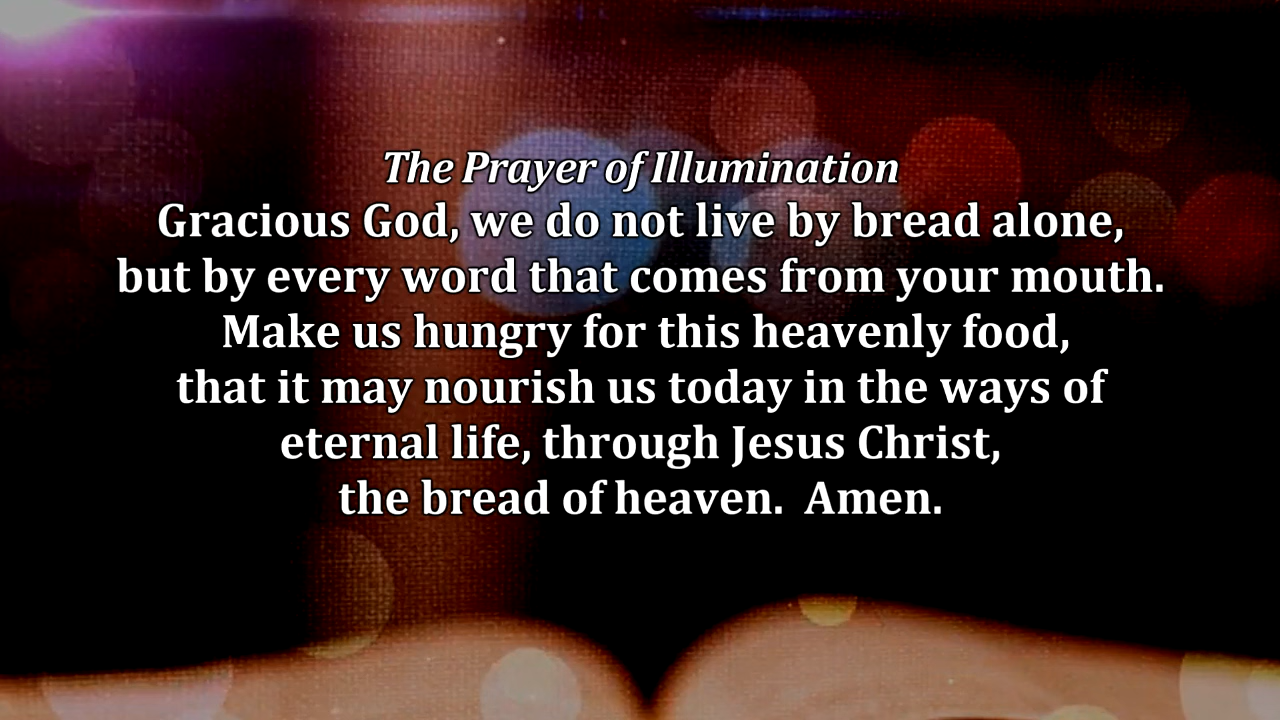 The Prayer of Illumination
Gracious God, we do not live by bread alone,
but by every word that comes from your mouth.
Make us hungry for this heavenly food,
that it may nourish us today in the ways of
eternal life, through Jesus Christ,
the bread of heaven.  Amen.